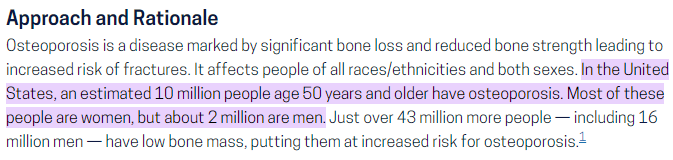 Approach and Rationale
Osteoporosis is a disease marked by significant bone loss and reduced bone strength leading to
increased risk of fractures. It affects people of all races/ethnicities and both sexes. In the United
States, an estimated 10 million people age 50 years and older have osteoporosis. Most of these
people are women, but about 2 million are men. Just over 43 million more people — including 16
million men — have low bone mass, putting them at increased risk for osteoporosis.1